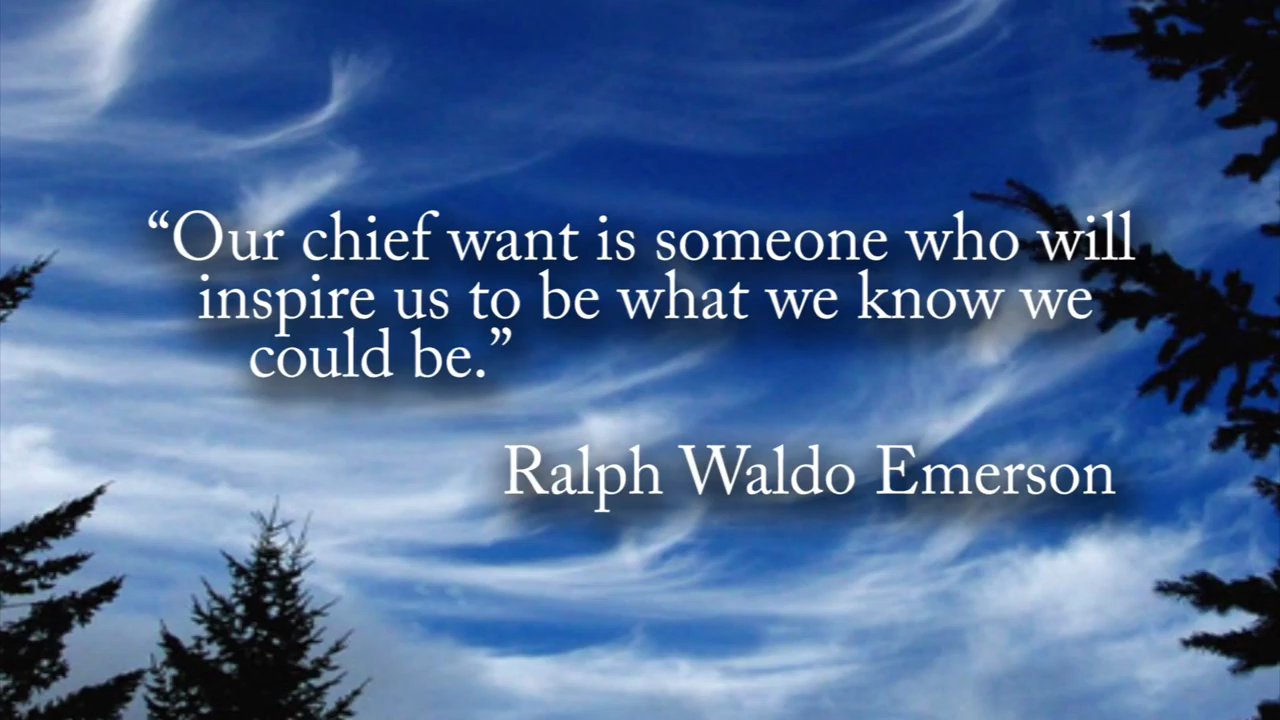 “Our chief want is someone who will
inspire us to be what we know we
could be.”
Ralph Waldo Emerson